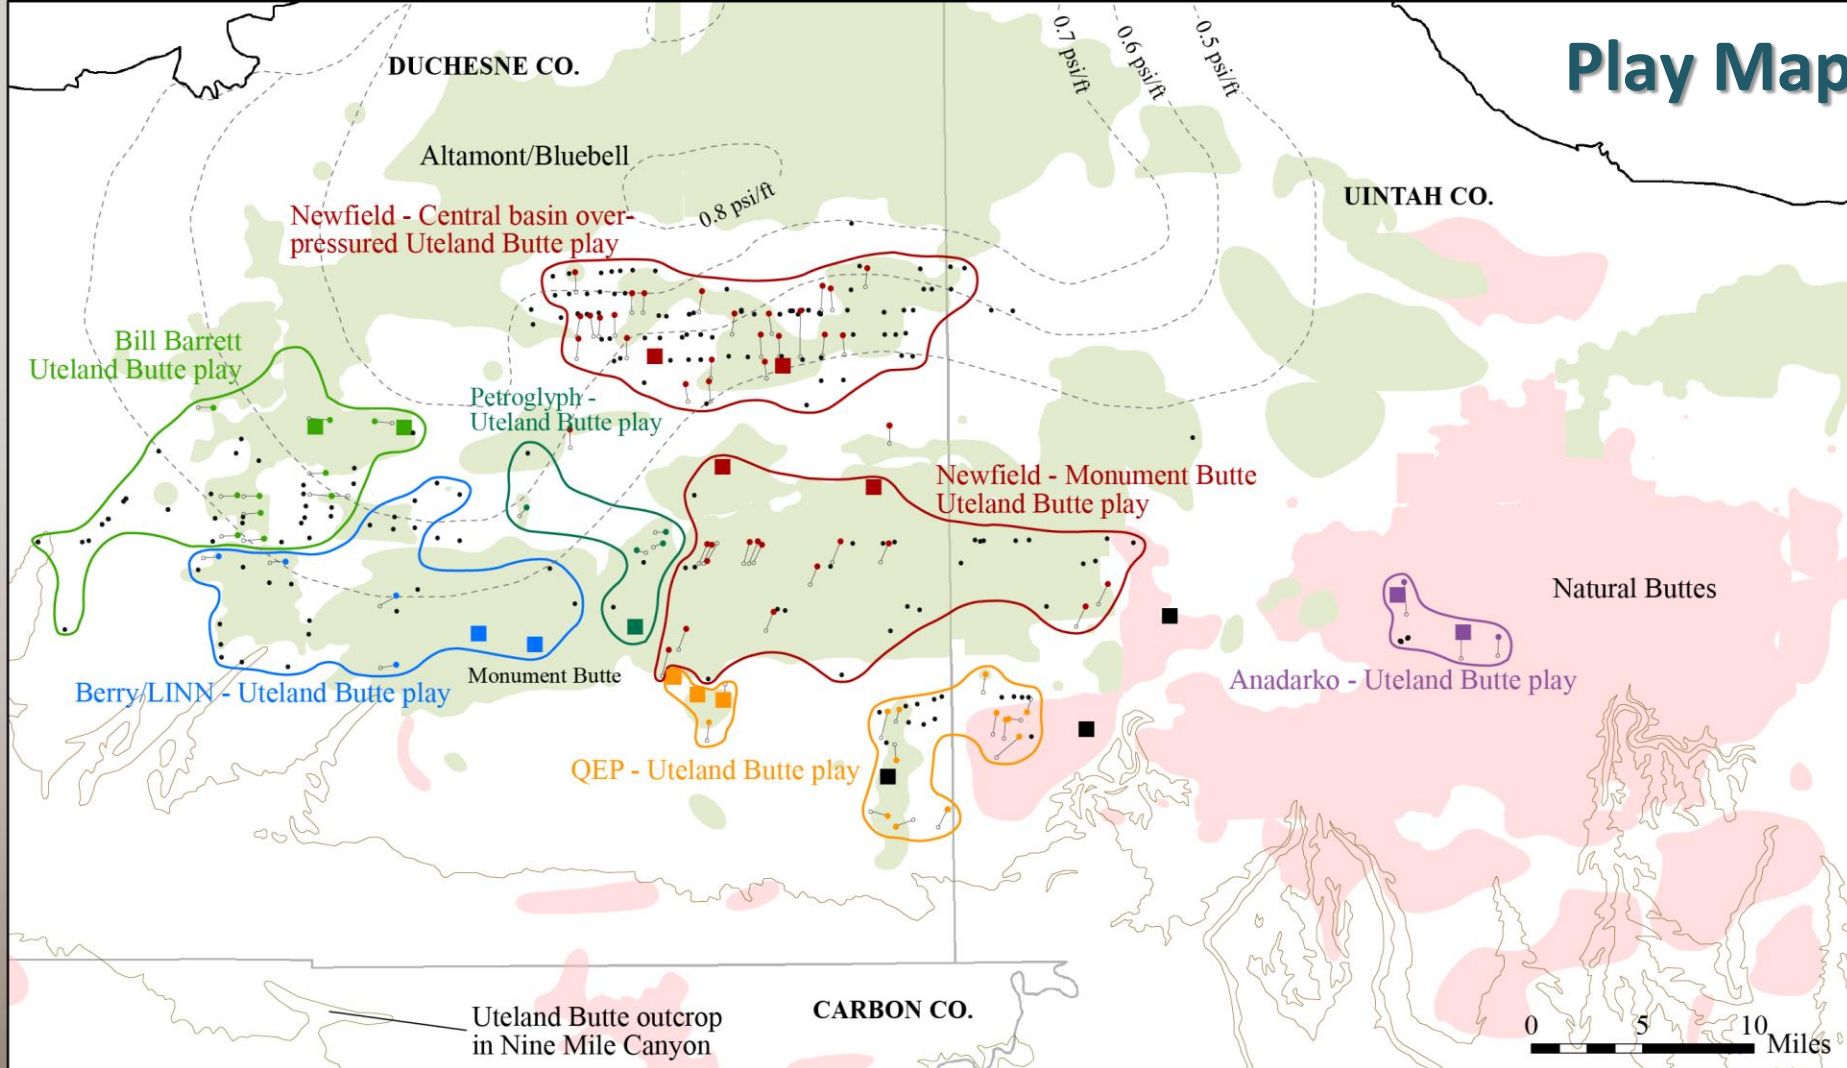 Play Map
DUCHESNE CO.
0.7 psi/ft
0.6 psi/ft
0.5 psi/ft
Altamont/Bluebell
0.8 psi/ft
UINTAH CO.
Newfield - Central basin over-
pressured Uteland Butte play
Bill Barrett
Uteland Butte play
Petroglyph -
Uteland Butte play
Newfield - Monument Butte
Uteland Butte play
Natural Buttes
Monument Butte
Berry/LINN - Uteland Butte play
Anadarko - Uteland Butte play
QEP - Uteland Butte play
Uteland Butte outcrop
in Nine Mile Canyon
CARBON CO.
0 5 10
Miles